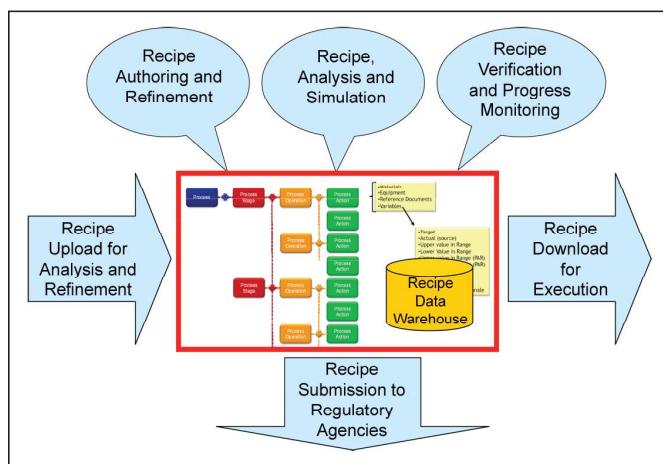 Recipe
Authoring and
Refinement
Recipe,
Analysis and
Simulation
Recipe
Verification
and Progress
Monitoring
Recipe
Upload for
Analysis and
Refinement
Process
Process
Stage
Process
Operation
Process
Action
Process
Action
Process
Operation
Process
Action
Process
Action
Process
Stage
Process
Operation
Process
Action
Process
Action
Process
Operation
Process
Action
•Equipment
•Reference Documents
•Variables
•Target
•Actual (source)
•Upper value in Range
•Lower Value in Range
(PAR)
(PAR)
Recipe
Data
Warehouse
Recipe
Download
for
Execution
Recipe
Submission to
Regulatory
Agencies